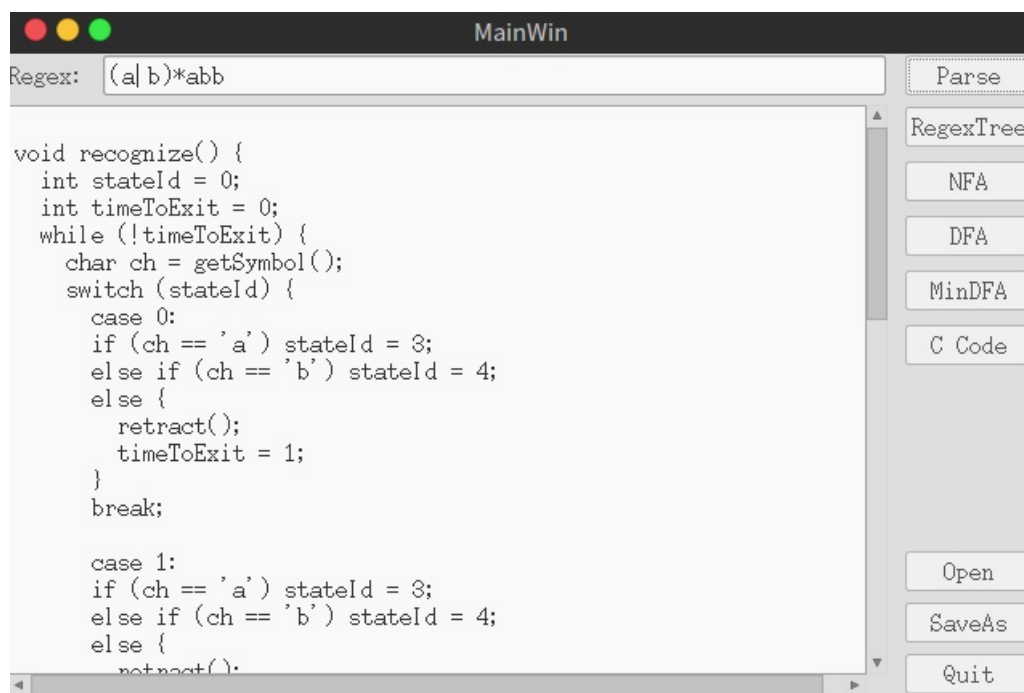 MainWin
Regex: (a|b)*abb
Parse
RegexTree
NFA
DFA
MinDFA
C Code
Open
SaveAs
Quit
void recognize() {
int stateId = 0;
int timeToExit = 0;
while (!timeToExit) {
char ch = getSymbol();
switch (stateId) {
case 0:
if (ch == 'a') stateId = 3;
else if (ch == 'b') stateId = 4;
else {
retract();
timeToExit = 1;
}
break;
case 1:
if (ch == 'a') stateId = 3;
else if (ch == 'b') stateId = 4;
else {
retract();